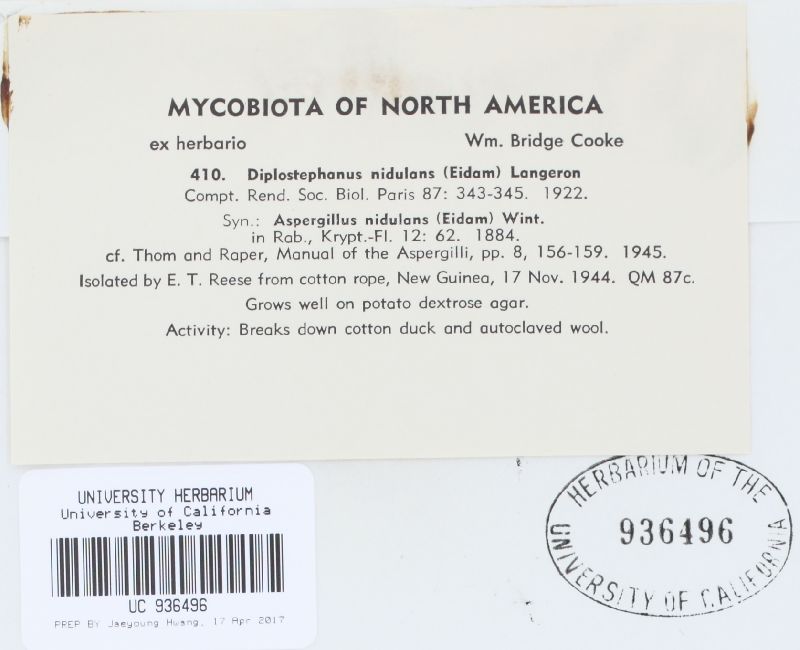 MYCOBIOTA OF NORTH AMERICA
ex herbario Wm. Bridge Cooke
410. Diplostephanus nidulans (Eidam) Langeron
Compt. Rend. Soc. Biol. Paris 87: 343-345. 1922.
Syn.: Aspergillus nidulans (Eidam) Wint.
in Rab., Krypt.-Fl. 12: 62. 1884.
cf. Thom and Raper, Manual of the Aspergilli, pp. 8, 156-159. 1945.
Isolated by E. T. Reese from cotton rope, New Guinea, 17 Nov. 1944. QM 87c.
Grows well on potato dextrose agar.
Activity: Breaks down cotton duck and autoclaved wool.
UNIVERSITY HERBARIUM
University of California
Berkeley
UC 936496
PREP BY Jaeyoung Hwang, 17 Apr 2017
HERBARIUM OF THE
936496
UNIVERSITY OF CALIFORNIA